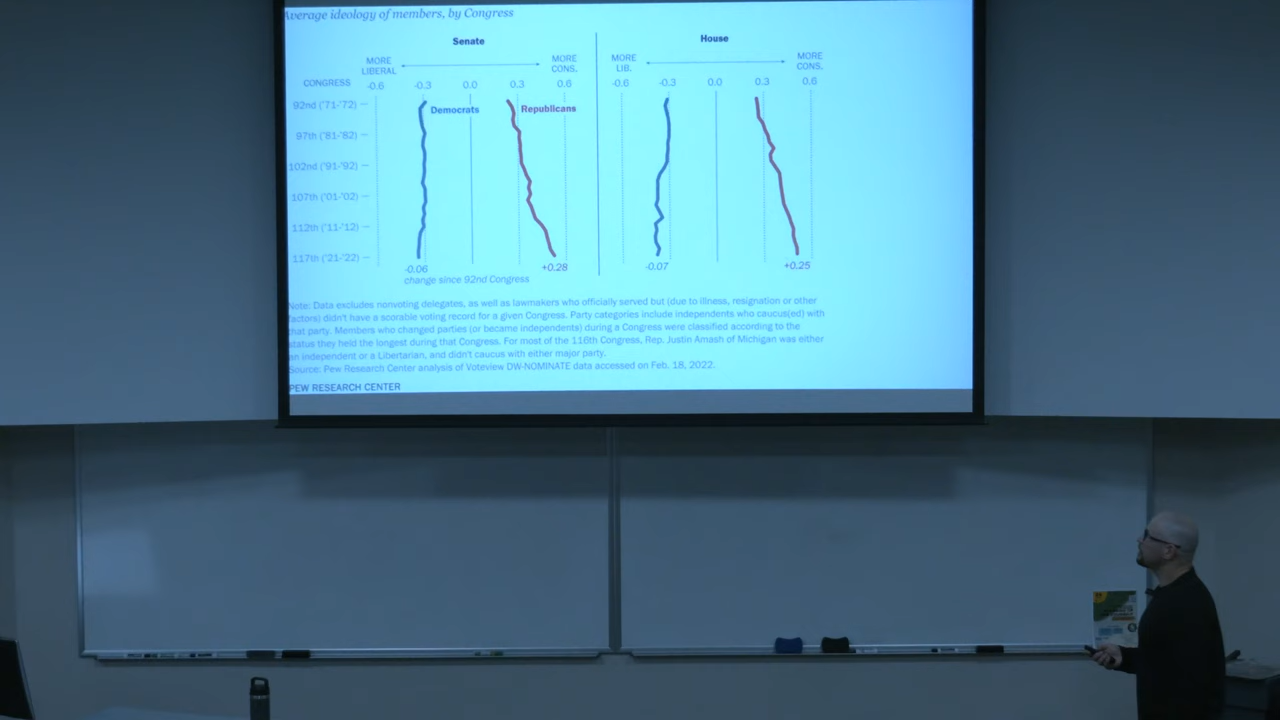 Average ideology of members, by Congress
Senate
House
MORE LIBERAL
MORE CONS.
MORE LIB.
MORE CONS.
CONGRESS
-0.6 -0.3 0.0 0.3 0.6
-0.6 -0.3 0.0 0.3 0.6
92nd ('71-'72)
Democrats
Republicans
97th ('81-'82)
102nd ('91-'92)
107th ('01-'02)
112th ('11-'12)
117th ('21-'22)
-0.06
+0.28
-0.07
+0.25
change since 92nd Congress
Note: Data excludes nonvoting delegates, as well as lawmakers who officially served but (due to illness, resignation or other
factors) didn't have a scorable voting record for a given Congress. Party categories include independents who caucus(ed) with
that party. Members who changed parties (or became independents) during a Congress were classified according to the
status they held the longest during that Congress. For most of the 116th Congress, Rep. Justin Amash of Michigan was either
an independent or a Libertarian, and didn't caucus with either major party.
Source: Pew Research Center analysis of Voteview DW-NOMINATE data accessed on Feb. 18, 2022.
PEW RESEARCH CENTER